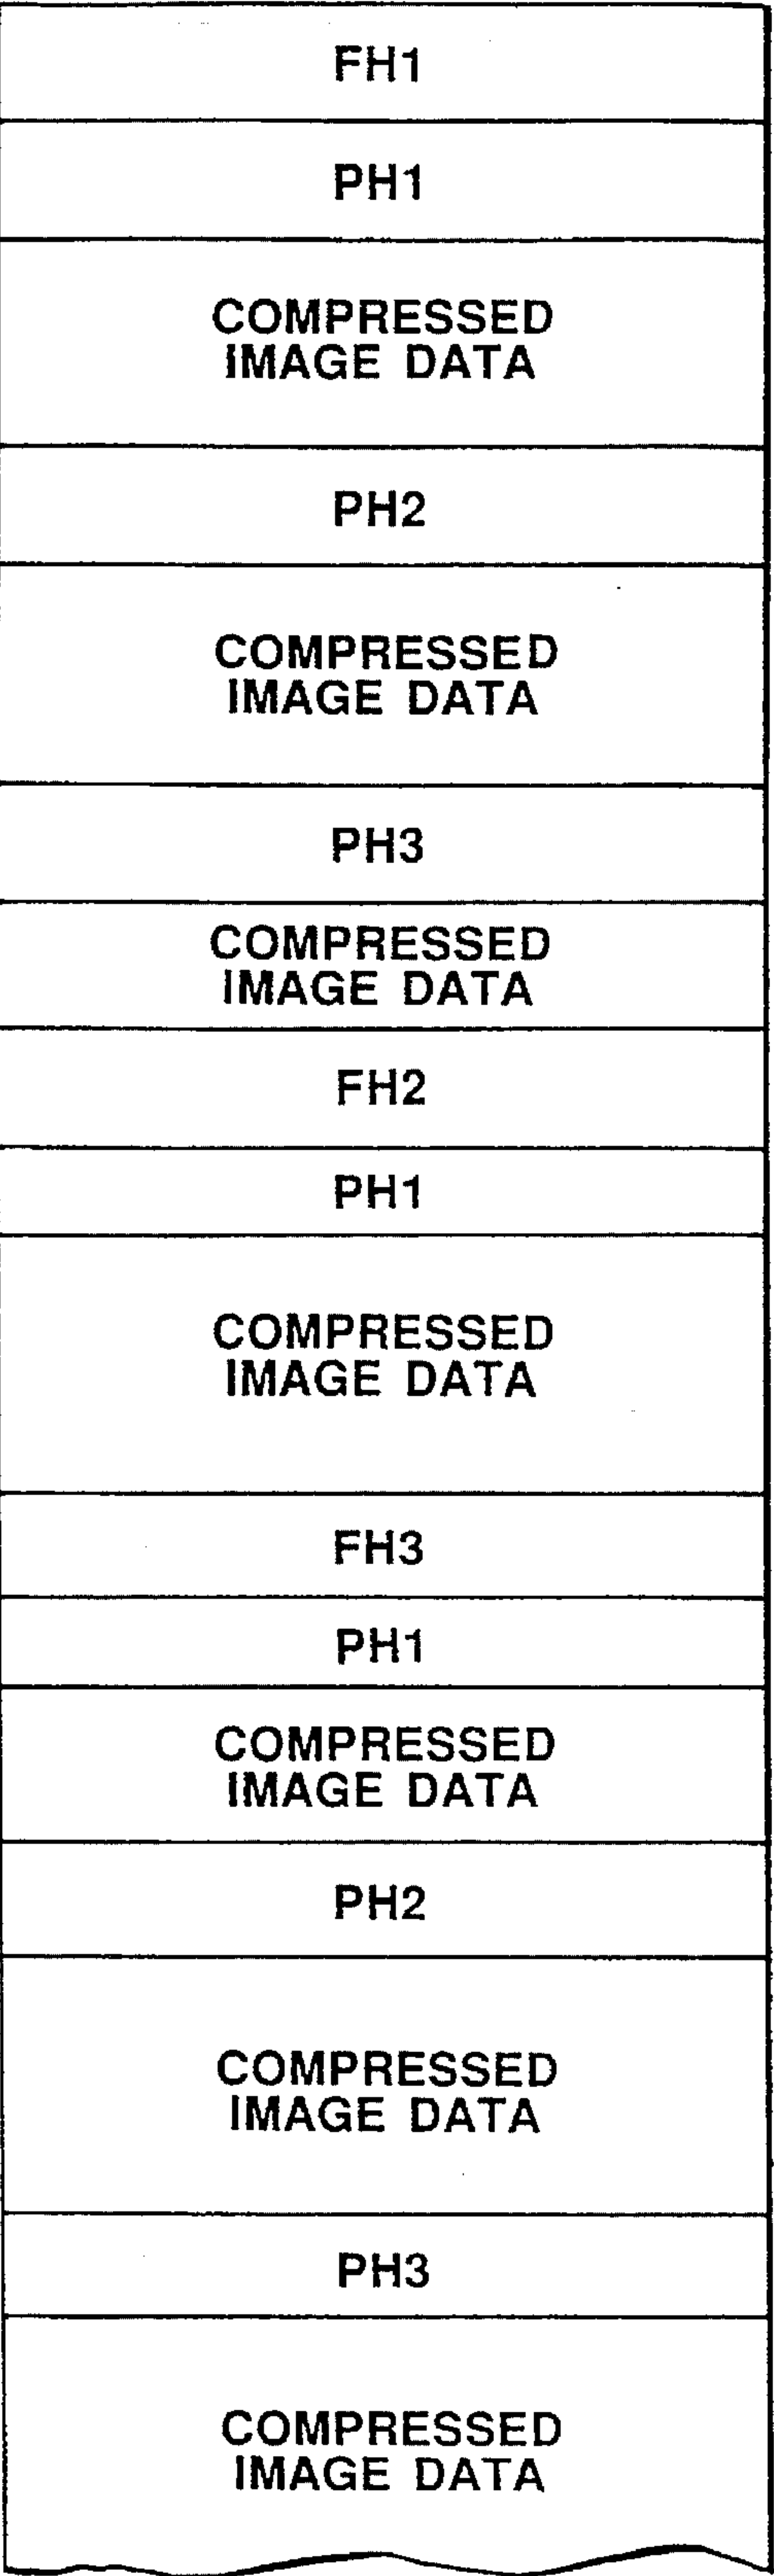 FH1
PH1
COMPRESSED
IMAGE DATA
PH2
COMPRESSED
IMAGE DATA
PH3
COMPRESSED
IMAGE DATA
FH2
PH1
COMPRESSED
IMAGE DATA
FH3
PH1
COMPRESSED
IMAGE DATA
PH2
COMPRESSED
IMAGE DATA
PH3
COMPRESSED
IMAGE DATA